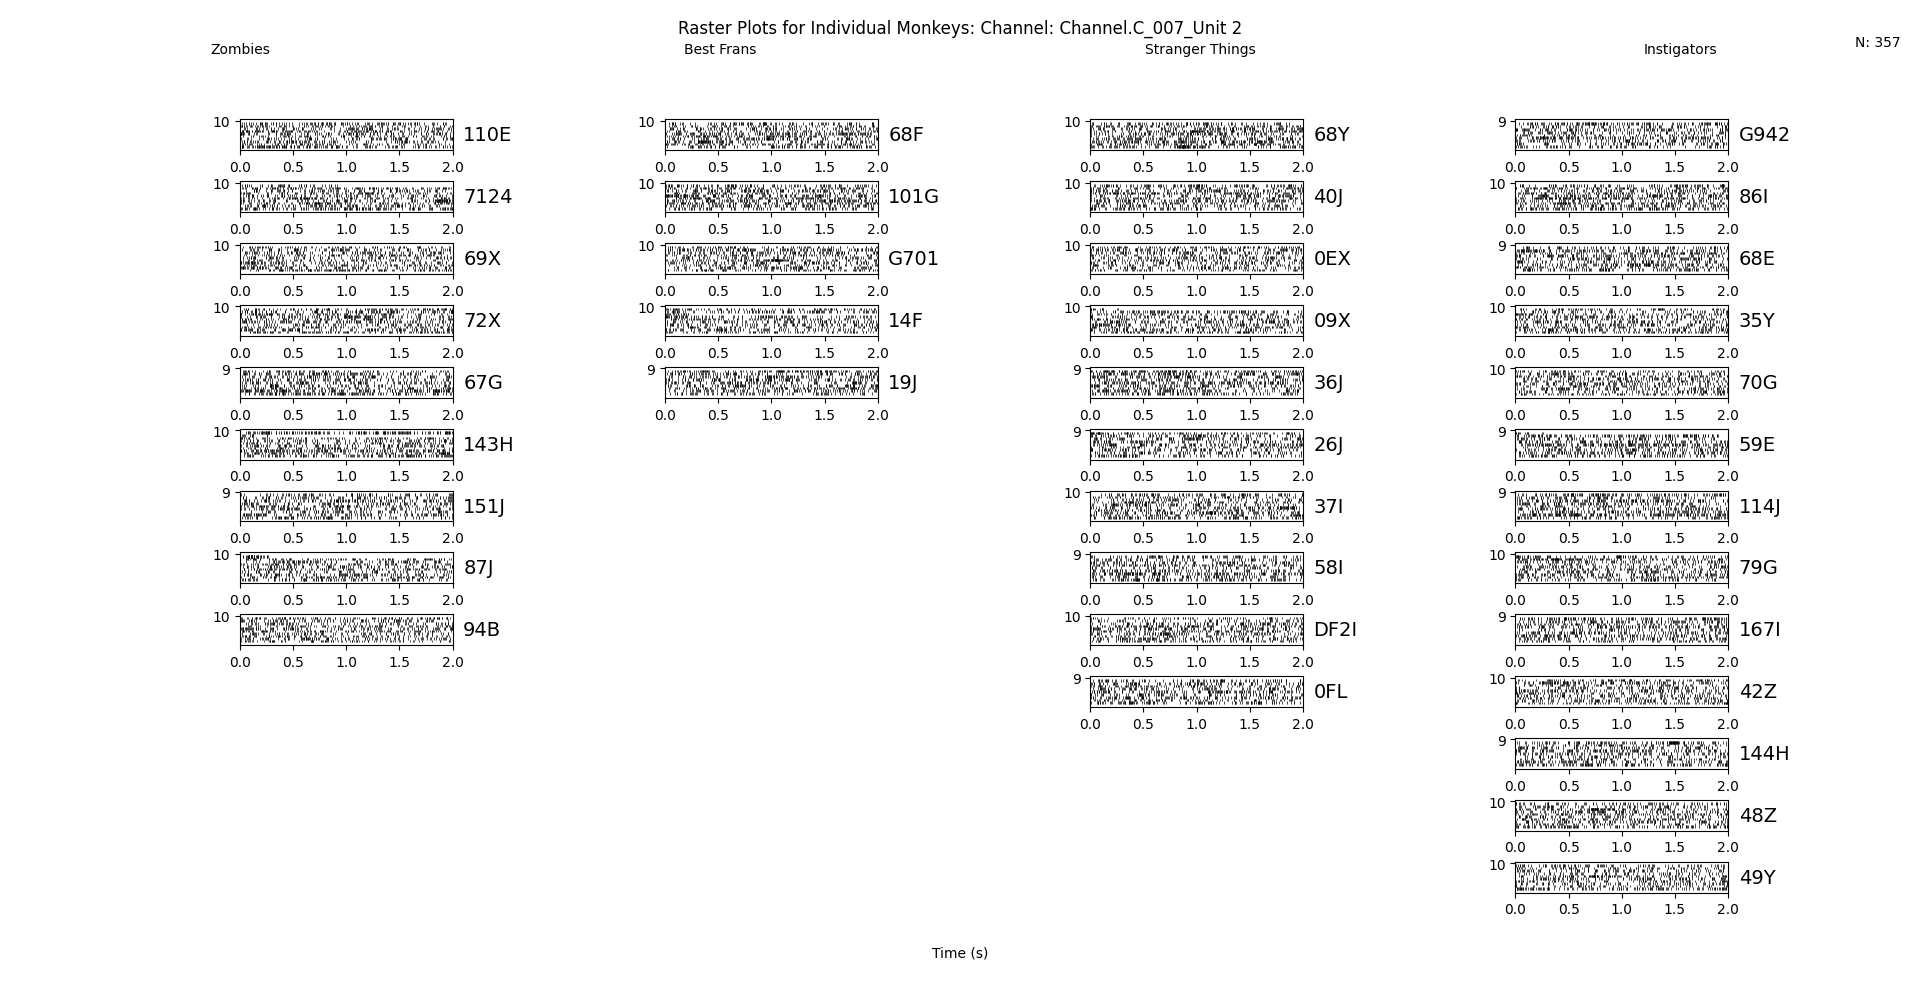 Raster Plots for Individual Monkeys: Channel: Channel.C_007_Unit 2
Zombies Best Frans Stranger Things Instigators N: 357
10 110E 10 68F 10 68Y 9 G942
0.0 0.5 1.0 1.5 2.0 0.0 0.5 1.0 1.5 2.0 0.0 0.5 1.0 1.5 2.0 0.0 0.5 1.0 1.5 2.0
10 7124 10 101G 10 40J 10 86I
0.0 0.5 1.0 1.5 2.0 0.0 0.5 1.0 1.5 2.0 0.0 0.5 1.0 1.5 2.0 0.0 0.5 1.0 1.5 2.0
10 69X 10 G701 10 0EX 9 68E
0.0 0.5 1.0 1.5 2.0 0.0 0.5 1.0 1.5 2.0 0.0 0.5 1.0 1.5 2.0 0.0 0.5 1.0 1.5 2.0
10 72X 10 14F 10 09X 10 35Y
0.0 0.5 1.0 1.5 2.0 0.0 0.5 1.0 1.5 2.0 0.0 0.5 1.0 1.5 2.0 0.0 0.5 1.0 1.5 2.0
9 67G 9 19J 9 36J 10 70G
0.0 0.5 1.0 1.5 2.0 0.0 0.5 1.0 1.5 2.0 0.0 0.5 1.0 1.5 2.0 0.0 0.5 1.0 1.5 2.0
10 143H 9 26J 9 59E
0.0 0.5 1.0 1.5 2.0 0.0 0.5 1.0 1.5 2.0 0.0 0.5 1.0 1.5 2.0
9 151J 10 37I 9 114J
0.0 0.5 1.0 1.5 2.0 0.0 0.5 1.0 1.5 2.0 0.0 0.5 1.0 1.5 2.0
10 87J 9 58I 10 79G
0.0 0.5 1.0 1.5 2.0 0.0 0.5 1.0 1.5 2.0 0.0 0.5 1.0 1.5 2.0
10 94B 10 DF2I 9 167I
0.0 0.5 1.0 1.5 2.0 0.0 0.5 1.0 1.5 2.0 0.0 0.5 1.0 1.5 2.0
9 0FL 10 42Z
0.0 0.5 1.0 1.5 2.0 0.0 0.5 1.0 1.5 2.0
9 144H
0.0 0.5 1.0 1.5 2.0
10 48Z
0.0 0.5 1.0 1.5 2.0
10 49Y
0.0 0.5 1.0 1.5 2.0
Time (s)